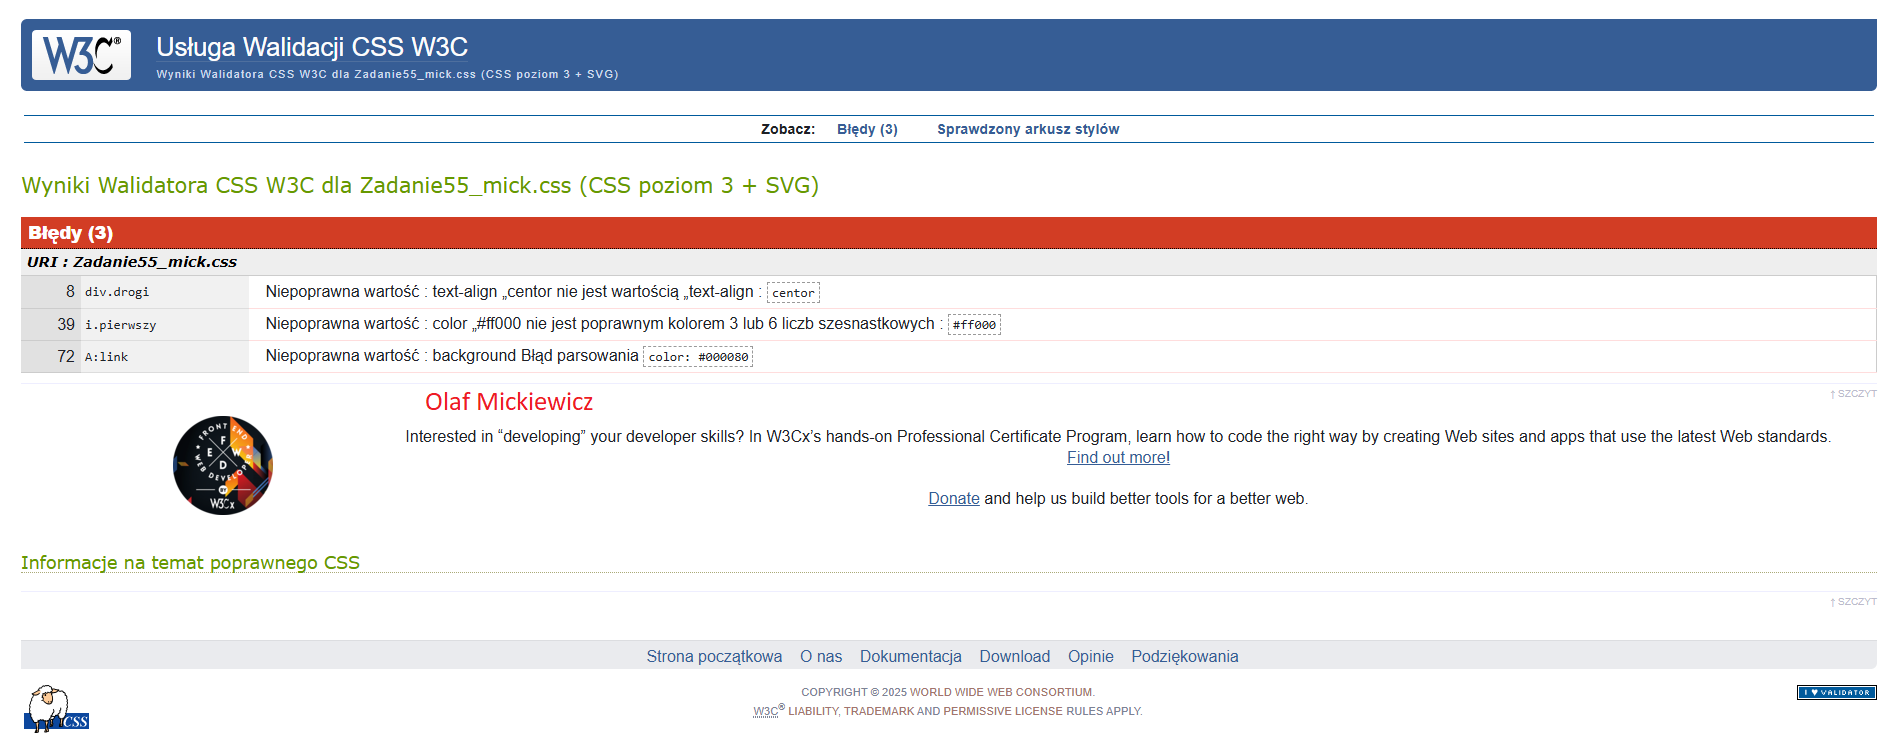 W3C®
Usługa Walidacji CSS W3C
Wyniki Walidatora CSS W3C dla Zadanie55_mick.css (CSS poziom 3 + SVG)
Zobacz: Błędy (3) Sprawdzony arkusz stylów
Wyniki Walidatora CSS W3C dla Zadanie55_mick.css (CSS poziom 3 + SVG)
Błędy (3)
URI : Zadanie55_mick.css
8 div.drogi Niepoprawna wartość : text-align „centor nie jest wartością „text-align : centor
39 i.pierwszy Niepoprawna wartość : color „#ff000 nie jest poprawnym kolorem 3 lub 6 liczb szesnastkowych : #ff000
72 A:link Niepoprawna wartość : background Błąd parsowania color: #000080
↑ SZCZYT
Olaf Mickiewicz
FRONT END
WEB DEVELOPER
F
E W
D
W3Cx
Interested in “developing” your developer skills? In W3Cx’s hands-on Professional Certificate Program, learn how to code the right way by creating Web sites and apps that use the latest Web standards.
Find out more!
Donate and help us build better tools for a better web.
Informacje na temat poprawnego CSS
↑ SZCZYT
Strona początkowa O nas Dokumentacja Download Opinie Podziękowania
CSS
COPYRIGHT © 2025 WORLD WIDE WEB CONSORTIUM.
W3C® LIABILITY, TRADEMARK AND PERMISSIVE LICENSE RULES APPLY.
I ♥ VALIDATOR